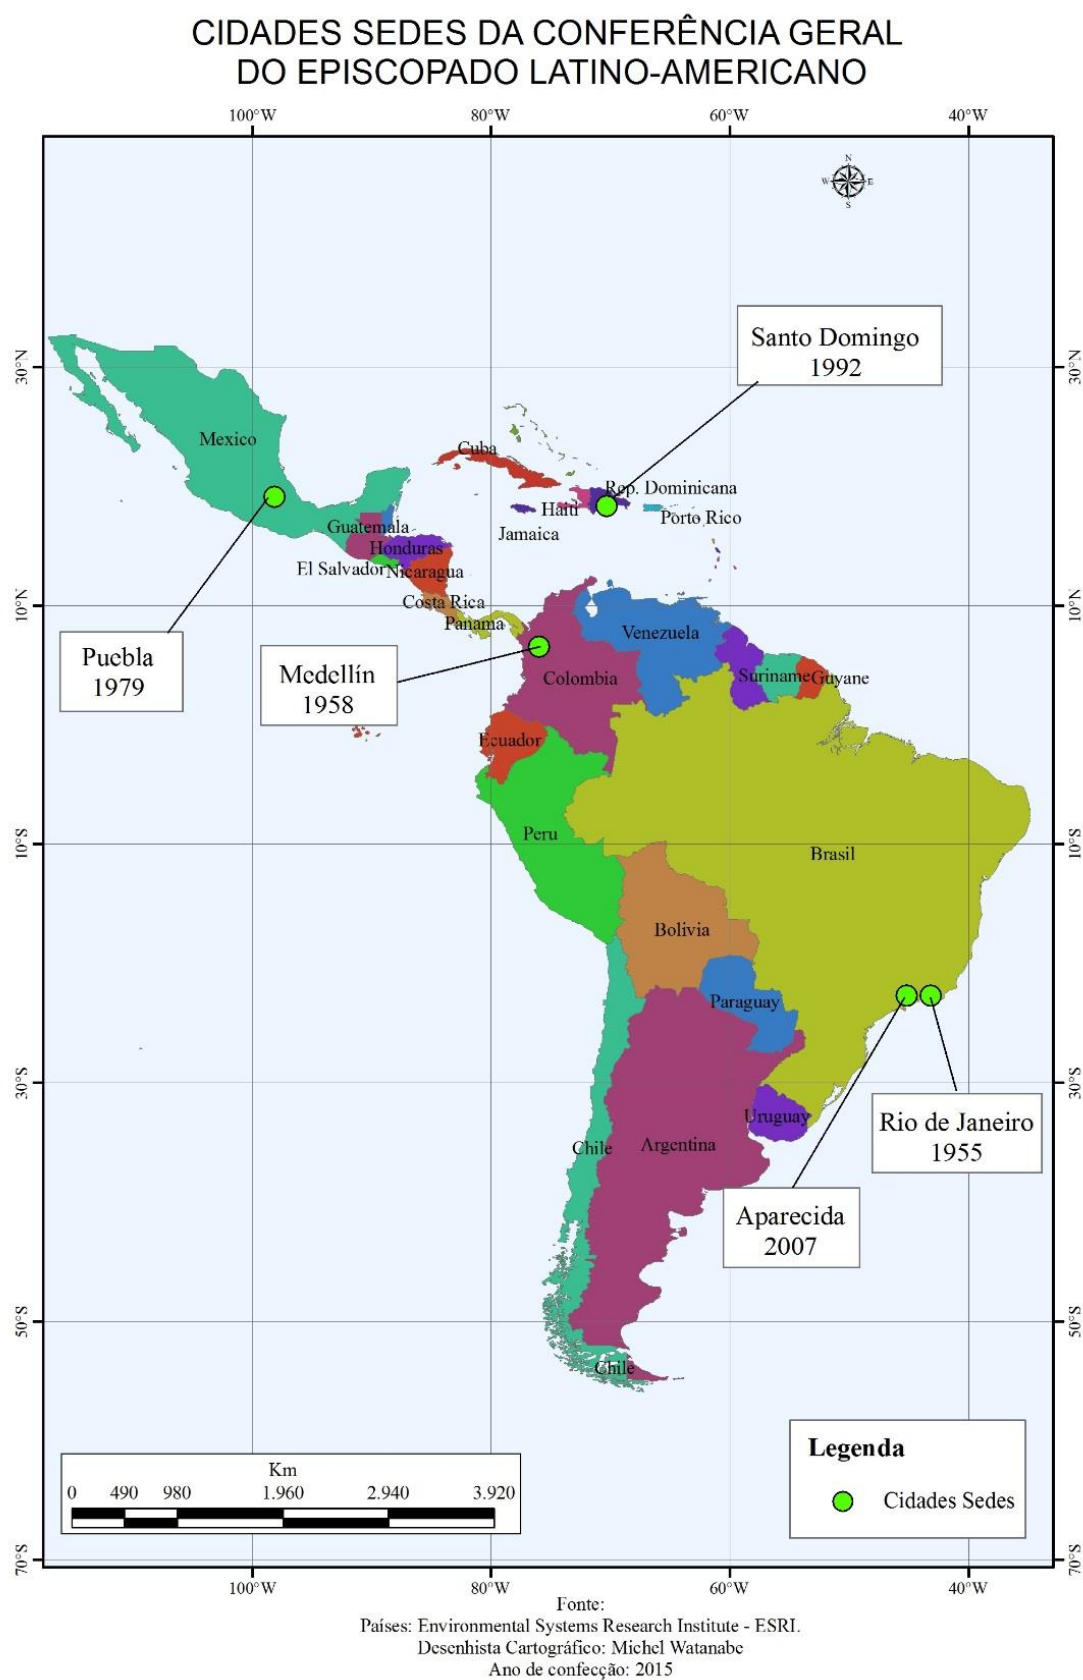 CIDADES SEDES DA CONFERÊNCIA GERAL
DO EPISCOPADO LATINO-AMERICANO
100°W 80°W 60°W 40°W
N
W E
S
Santo Domingo
1992
30°N 30°N
Mexico
Cuba
Rep. Dominicana
Haiti
Porto Rico
Jamaica
Guatemala
Honduras
El Salvador
Nicaragua
Costa Rica
10°N 10°N
Panama
Venezuela
Puebla
1979
Medellín
1958
Colombia
Suriname
Guyane
Ecuador
Peru
10°S 10°S
Brasil
Bolivia
Paraguay
30°S 30°S
Uruguay
Rio de Janeiro
1955
Chile
Argentina
Aparecida
2007
50°S 50°S
Chile
Legenda
Cidades Sedes
Km
0 490 980 1.960 2.940 3.920
70°S 70°S
100°W 80°W 60°W 40°W
Fonte:
Países: Environmental Systems Research Institute - ESRI.
Desenhista Cartográfico: Michel Watanabe
Ano de confecção: 2015